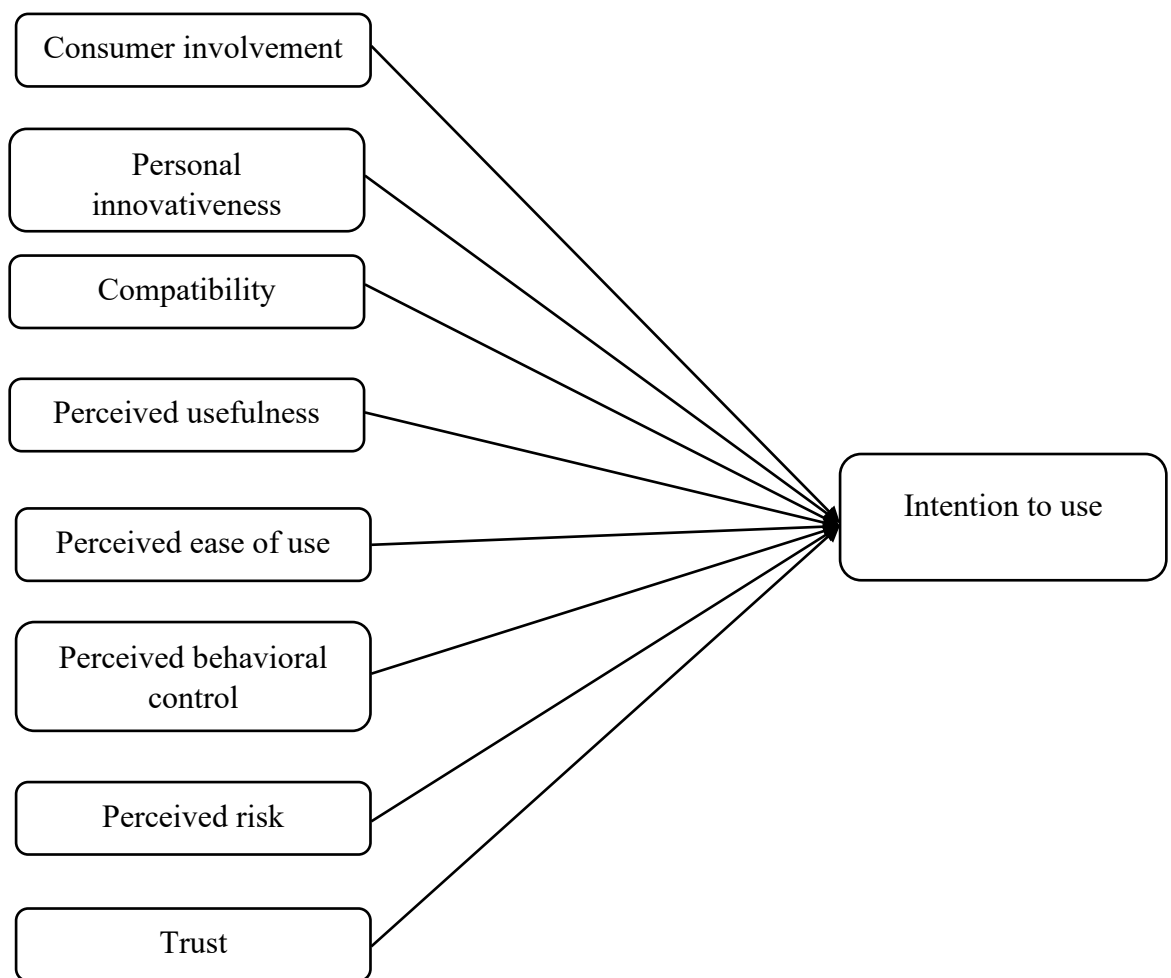 Consumer involvement
Personal
innovativeness
Compatibility
Perceived usefulness
Intention to use
Perceived ease of use
Perceived behavioral
control
Perceived risk
Trust